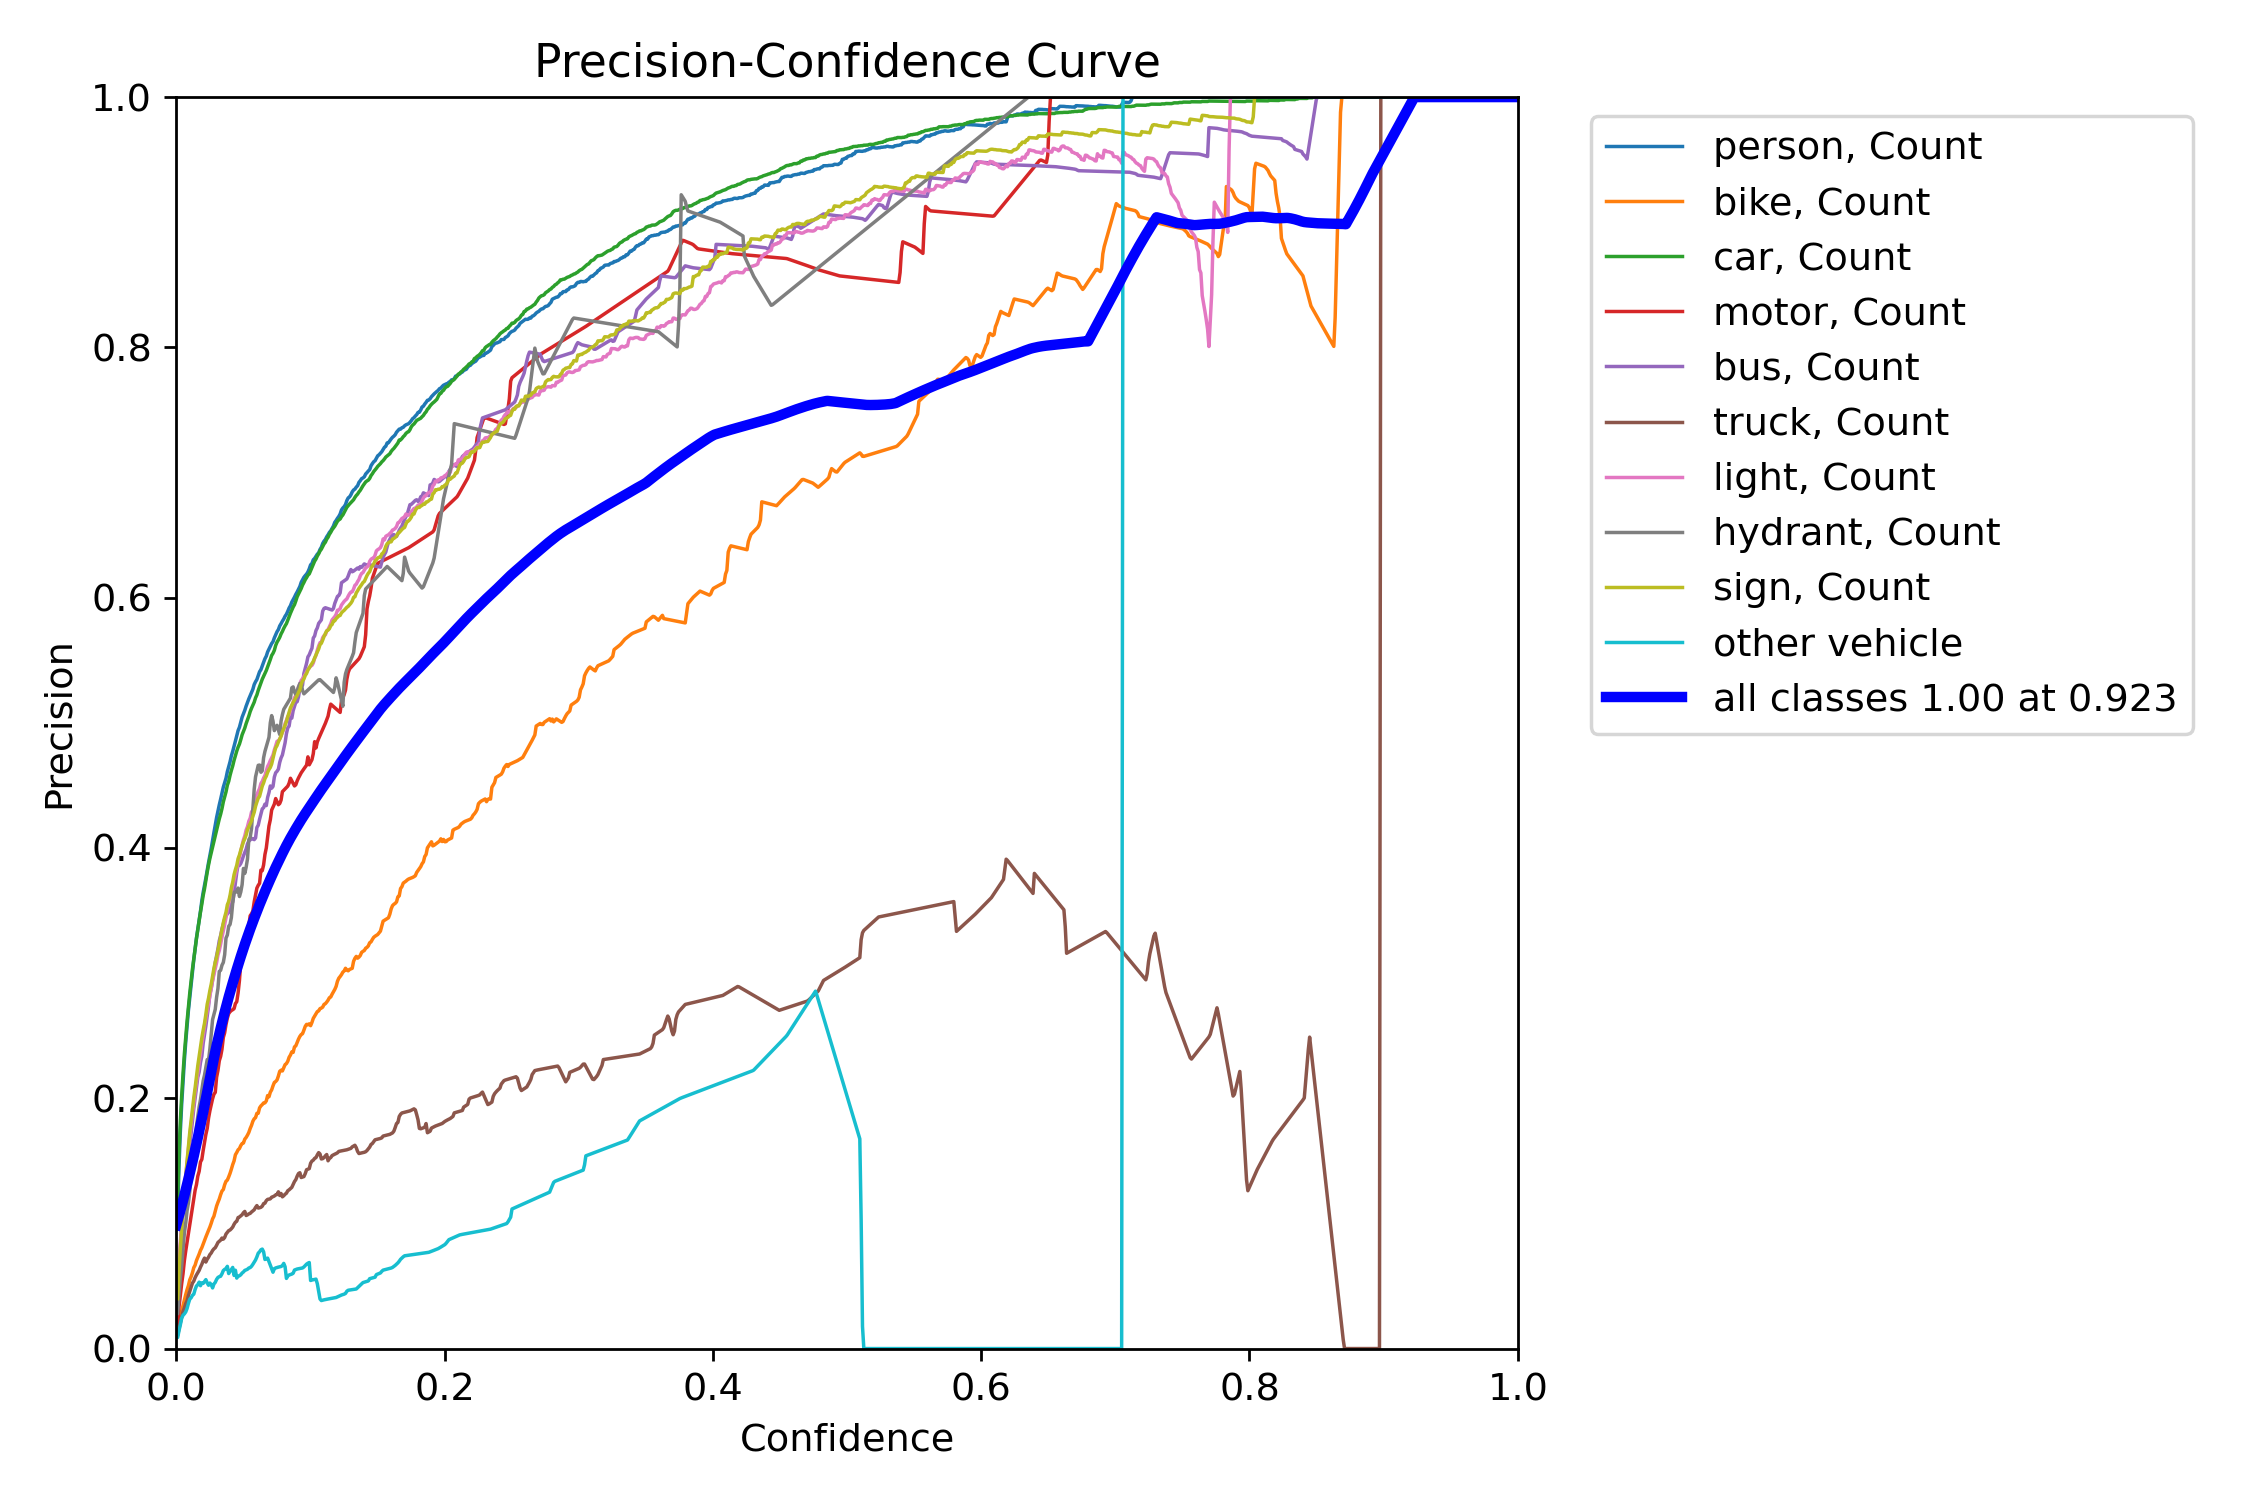 Precision-Confidence Curve
1.0
0.8
0.6
0.4
0.2
0.0
Precision
0.0 0.2 0.4 0.6 0.8 1.0
Confidence
person, Count
bike, Count
car, Count
motor, Count
bus, Count
truck, Count
light, Count
hydrant, Count
sign, Count
other vehicle
all classes 1.00 at 0.923